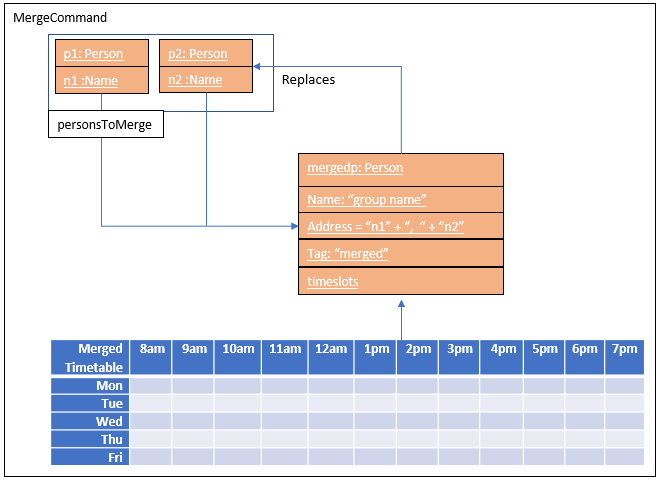 MergeCommand
p1: Person
p2: Person
n1 :Name
n2 :Name
Replaces
personsToMerge
mergedp: Person
Name: “group name”
Address = “n1” + “, “ + “n2”
Tag: “merged”
timeslots
Merged Timetable 8am 9am 10am 11am 12am 1pm 2pm 3pm 4pm 5pm 6pm 7pm
Mon
Tue
Wed
Thu
Fri